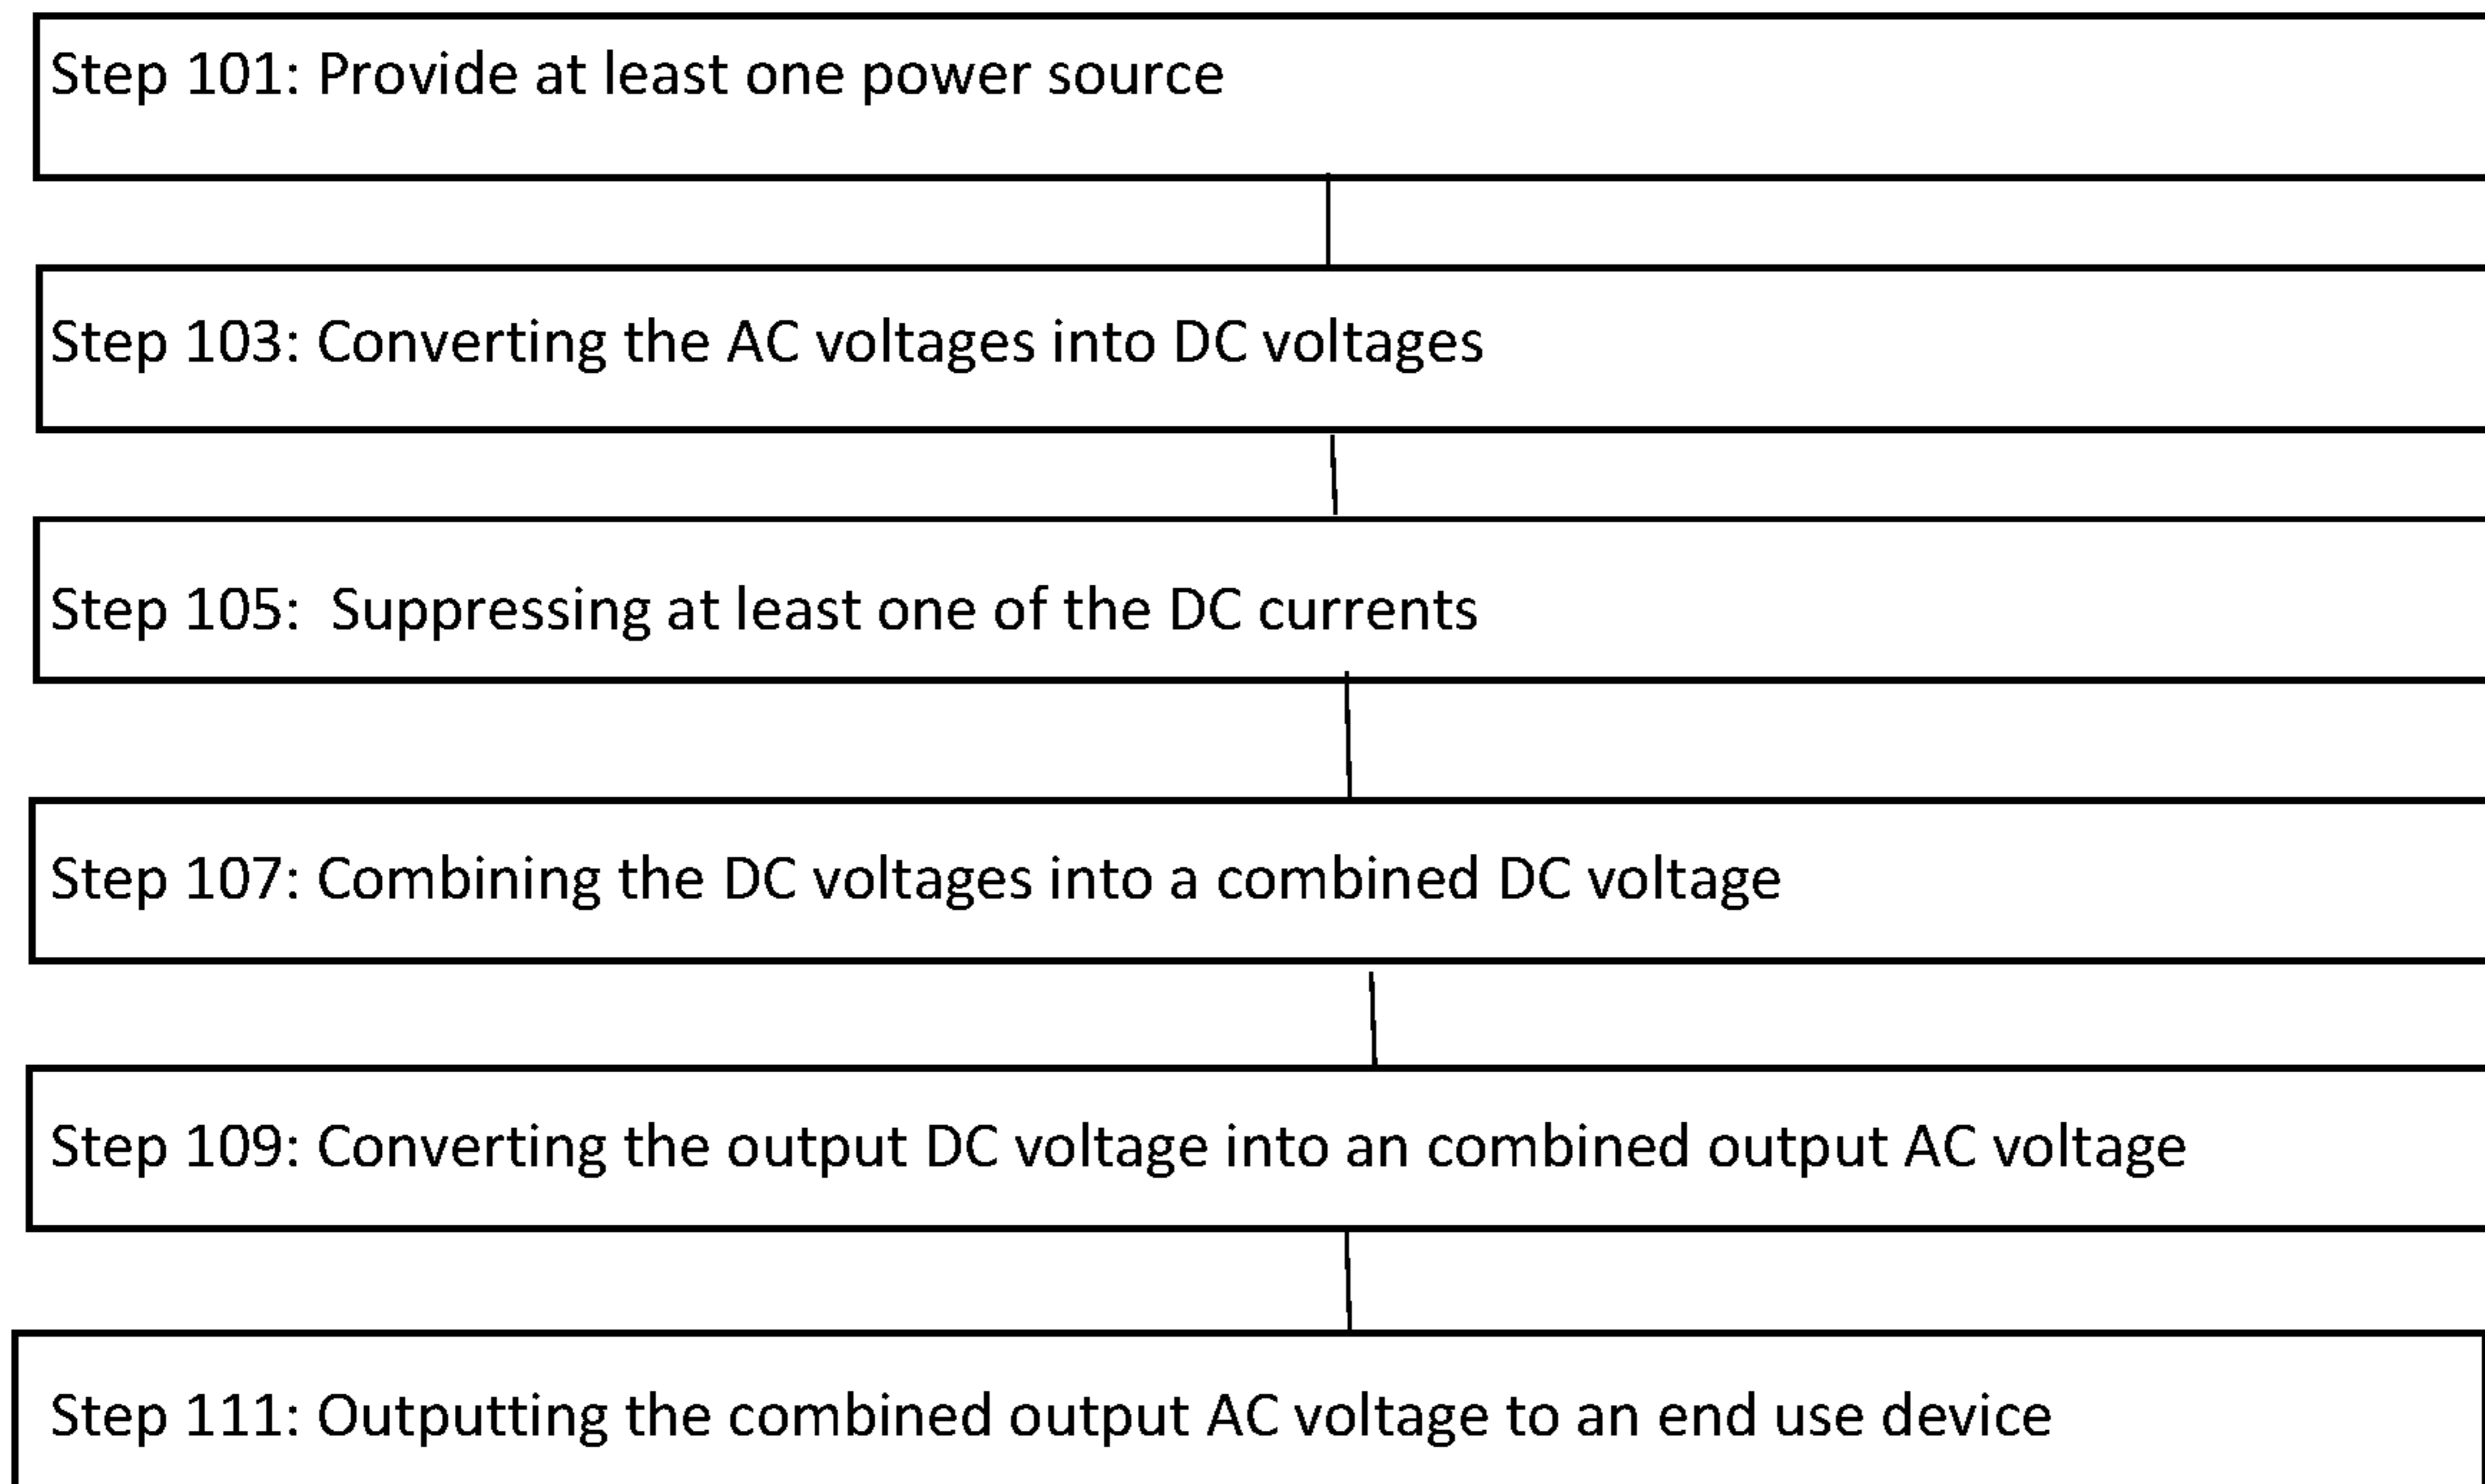 Step 101: Provide at least one power source
Step 103: Converting the AC voltages into DC voltages
Step 105:  Suppressing at least one of the DC currents
Step 107: Combining the DC voltages into a combined DC voltage
Step 109: Converting the output DC voltage into an combined output AC voltage
Step 111: Outputting the combined output AC voltage to an end use device